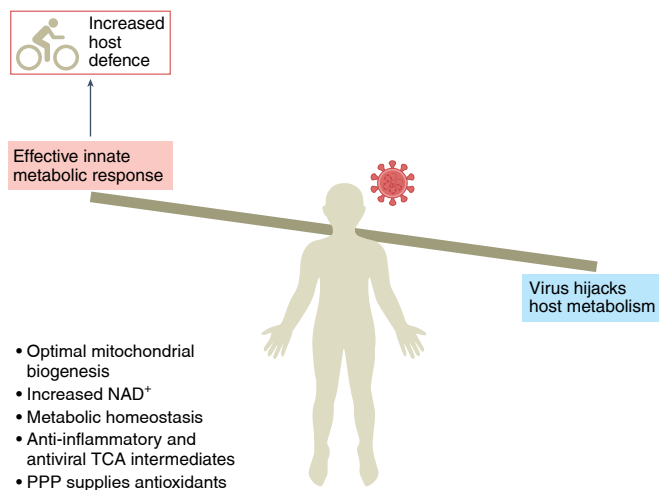 Increased
host
defence
Effective innate
metabolic response
Virus hijacks
host metabolism
• Optimal mitochondrial
biogenesis
• Increased NAD⁺
• Metabolic homeostasis
• Anti-inflammatory and
antiviral TCA intermediates
• PPP supplies antioxidants